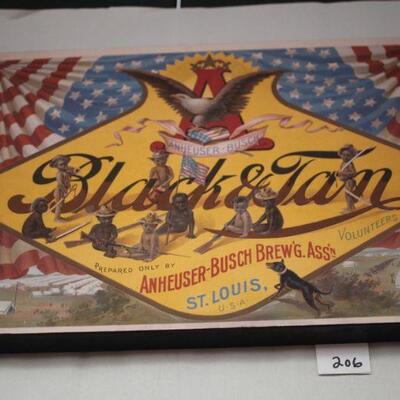 A
ANHEUSER-BUSCH
Black & Tan
VOLUNTEERS
PREPARED ONLY BY
ANHEUSER-BUSCH BREW'G. ASS'N
ST. LOUIS,
U.S.A.
206